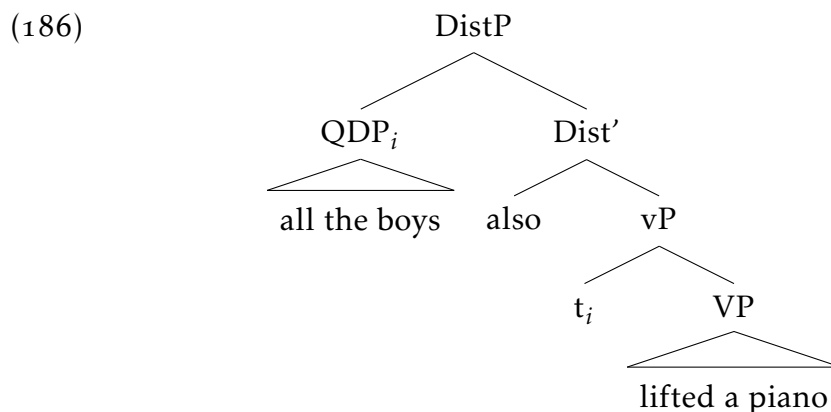 (186) DistP
QDPi Dist’
all the boys also vP
ti VP
lifted a piano